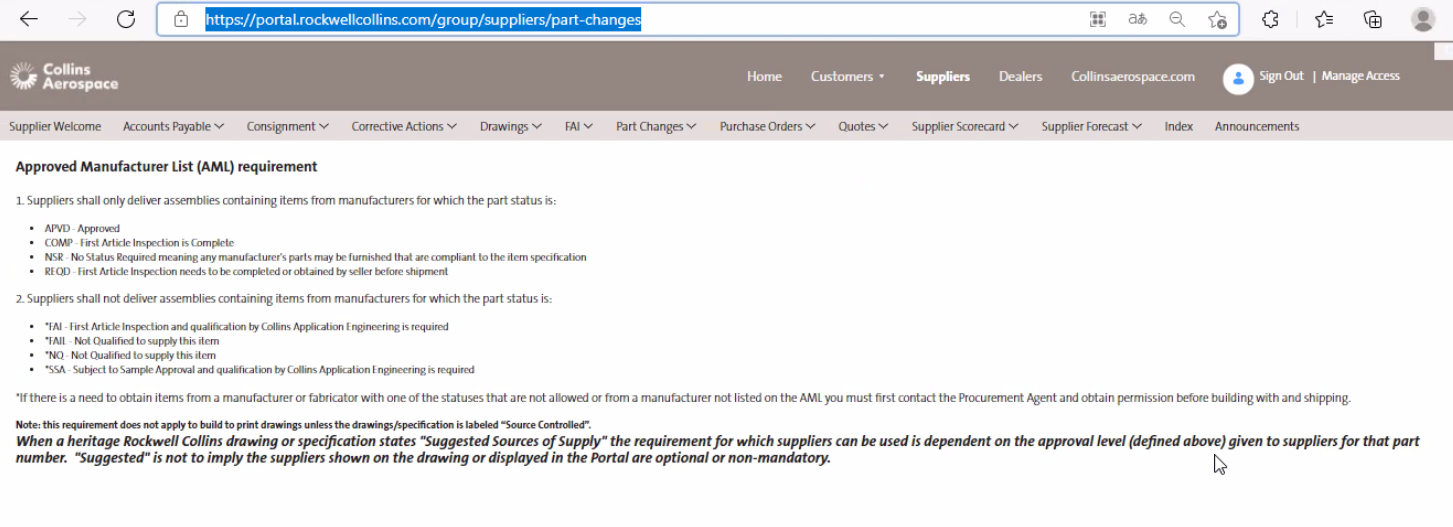 https://portal.rockwellcollins.com/group/suppliers/part-changes
Collins
Aerospace
Home Customers Suppliers Dealers Collinsaerospace.com Sign Out | Manage Access
Supplier Welcome Accounts Payable Consignment Corrective Actions Drawings FAI Part Changes Purchase Orders Quotes Supplier Scorecard Supplier Forecast Index Announcements
Approved Manufacturer List (AML) requirement
1. Suppliers shall only deliver assemblies containing items from manufacturers for which the part status is:
• APVD - Approved
• COMP - First Article Inspection is Complete
• NSR - No Status Required meaning any manufacturer's parts may be furnished that are compliant to the item specification
• REQD - First Article Inspection needs to be completed or obtained by seller before shipment
2. Suppliers shall not deliver assemblies containing items from manufacturers for which the part status is:
• *FAI - First Article Inspection and qualification by Collins Application Engineering is required
• *FAIL - Not Qualified to supply this item
• *NQ - Not Qualified to supply this item
• *SSA - Subject to Sample Approval and qualification by Collins Application Engineering is required
*If there is a need to obtain items from a manufacturer or fabricator with one of the statuses that are not allowed or from a manufacturer not listed on the AML you must first contact the Procurement Agent and obtain permission before building with and shipping.
Note: this requirement does not apply to build to print drawings unless the drawings/specification is labeled “Source Controlled”.
When a heritage Rockwell Collins drawing or specification states "Suggested Sources of Supply" the requirement for which suppliers can be used is dependent on the approval level (defined above) given to suppliers for that part
number. "Suggested" is not to imply the suppliers shown on the drawing or displayed in the Portal are optional or non-mandatory.